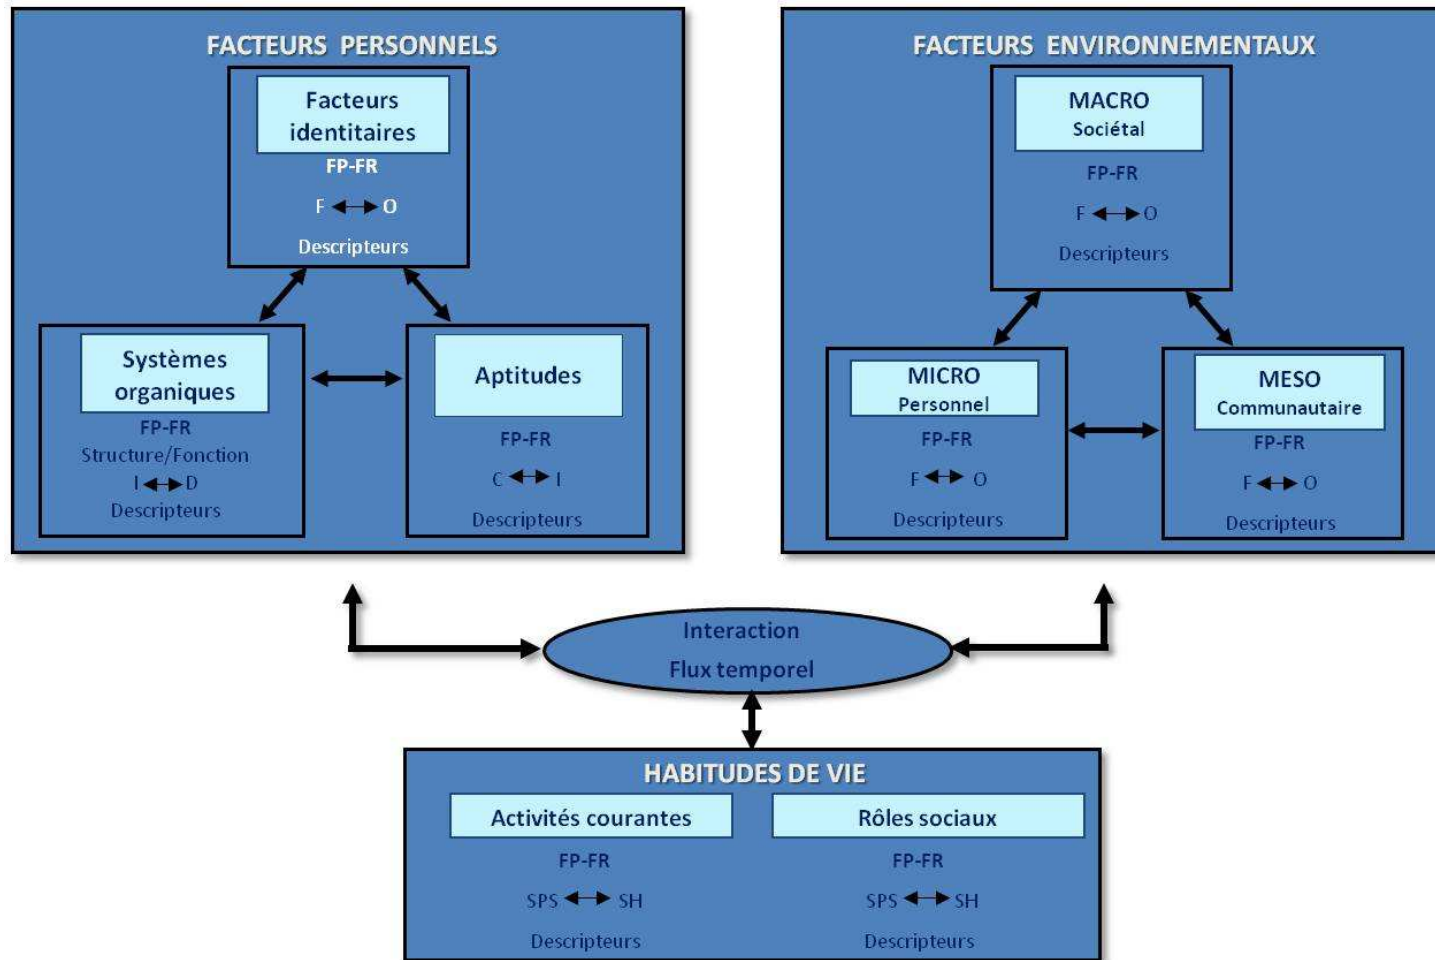 FACTEURS PERSONNELS
Facteurs
identitaires
FP-FR
F O
Descripteurs
Systèmes
organiques
FP-FR
Structure/Fonction
I D
Descripteurs
Aptitudes
FP-FR
C I
Descripteurs
FACTEURS ENVIRONNEMENTAUX
MACRO
Sociétal
FP-FR
F O
Descripteurs
MICRO
Personnel
FP-FR
F O
Descripteurs
MESO
Communautaire
FP-FR
F O
Descripteurs
Interaction
Flux temporel
HABITUDES DE VIE
Activités courantes
FP-FR
SPS SH
Descripteurs
Rôles sociaux
FP-FR
SPS SH
Descripteurs